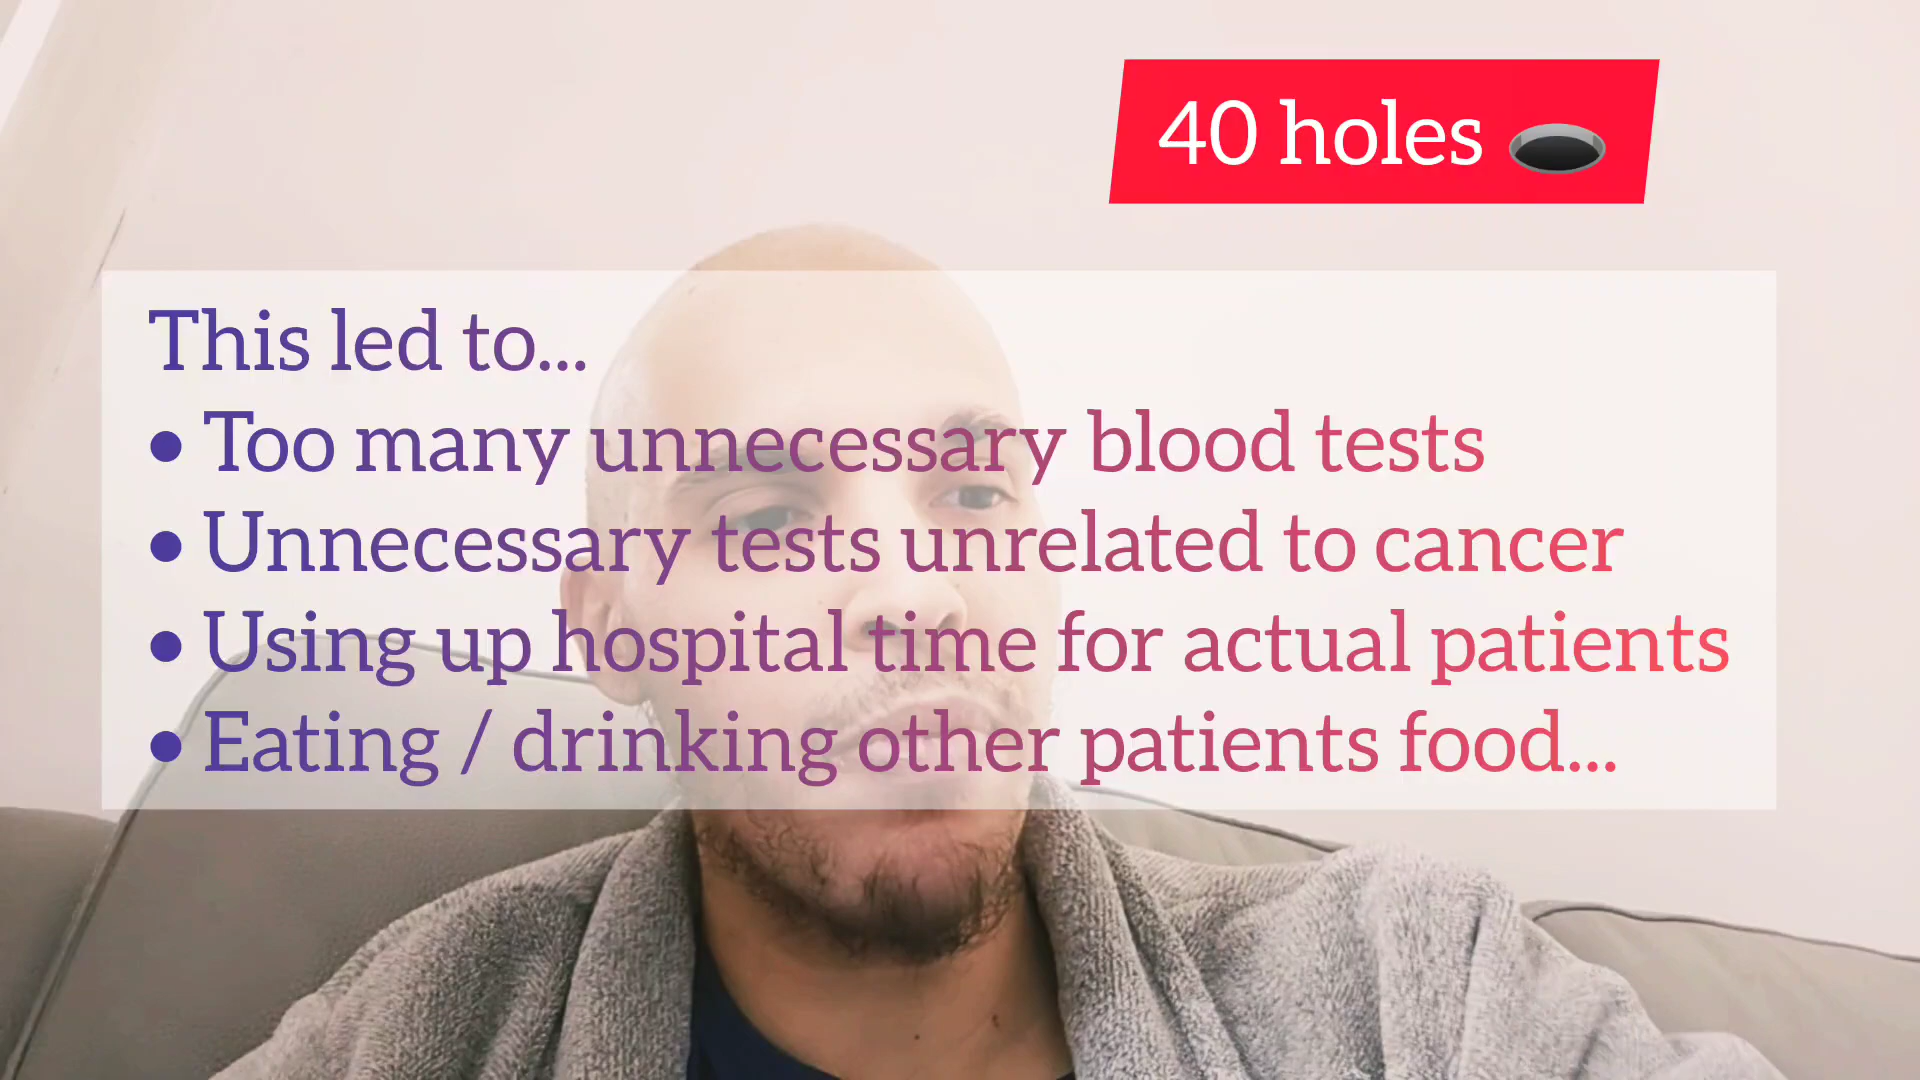 40 holes 🕳️
This led to...
• Too many unnecessary blood tests
• Unnecessary tests unrelated to cancer
• Using up hospital time for actual patients
• Eating / drinking other patients food...